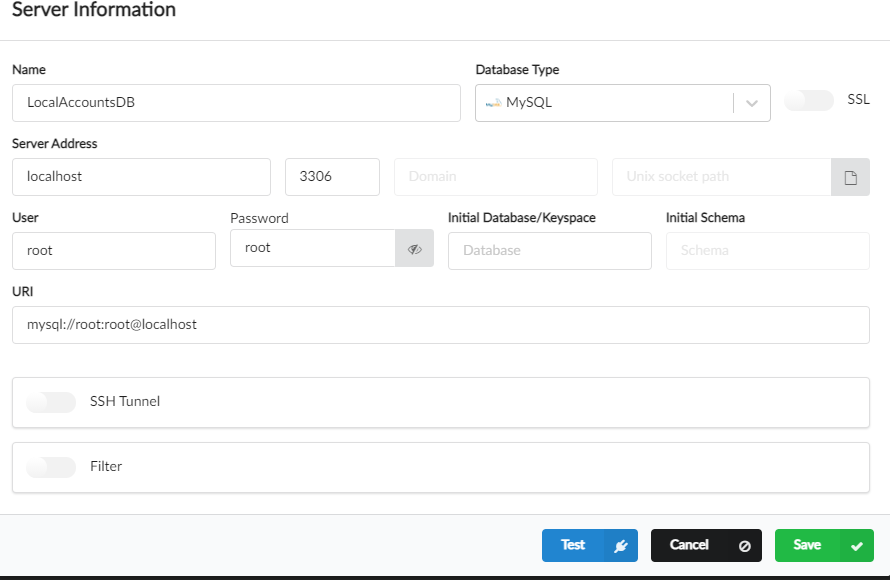 Server Information
Name
Database Type
LocalAccountsDB
MySQL
SSL
Server Address
localhost
3306
Domain
Unix socket path
User
Password
Initial Database/Keyspace
Initial Schema
root
root
Database
Schema
URI
mysql://root:root@localhost
SSH Tunnel
Filter
Test
Cancel
Save